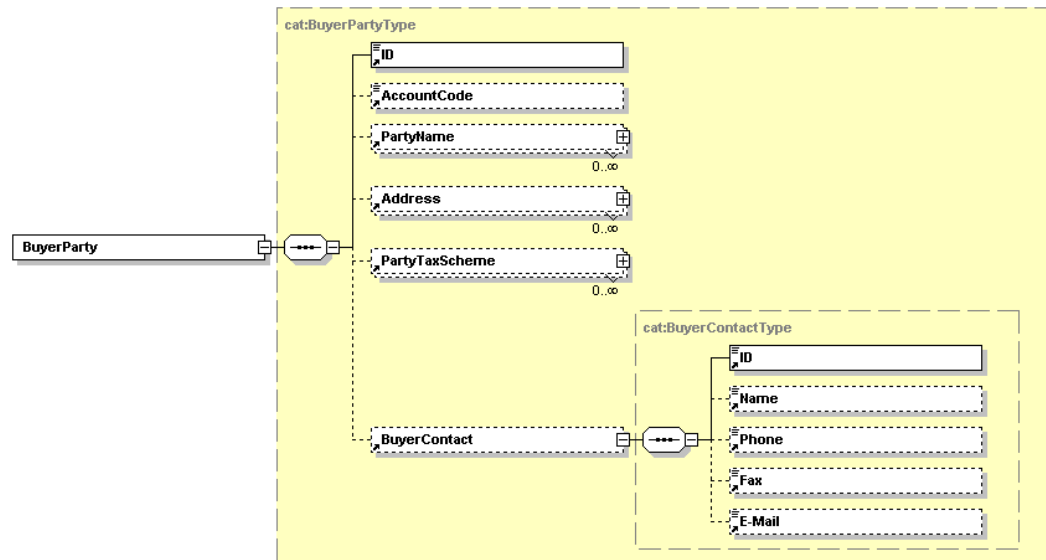 cat:BuyerPartyType
ID
AccountCode
PartyName
0..∞
Address
0..∞
BuyerParty
PartyTaxScheme
0..∞
cat:BuyerContactType
ID
Name
BuyerContact
Phone
Fax
E-Mail